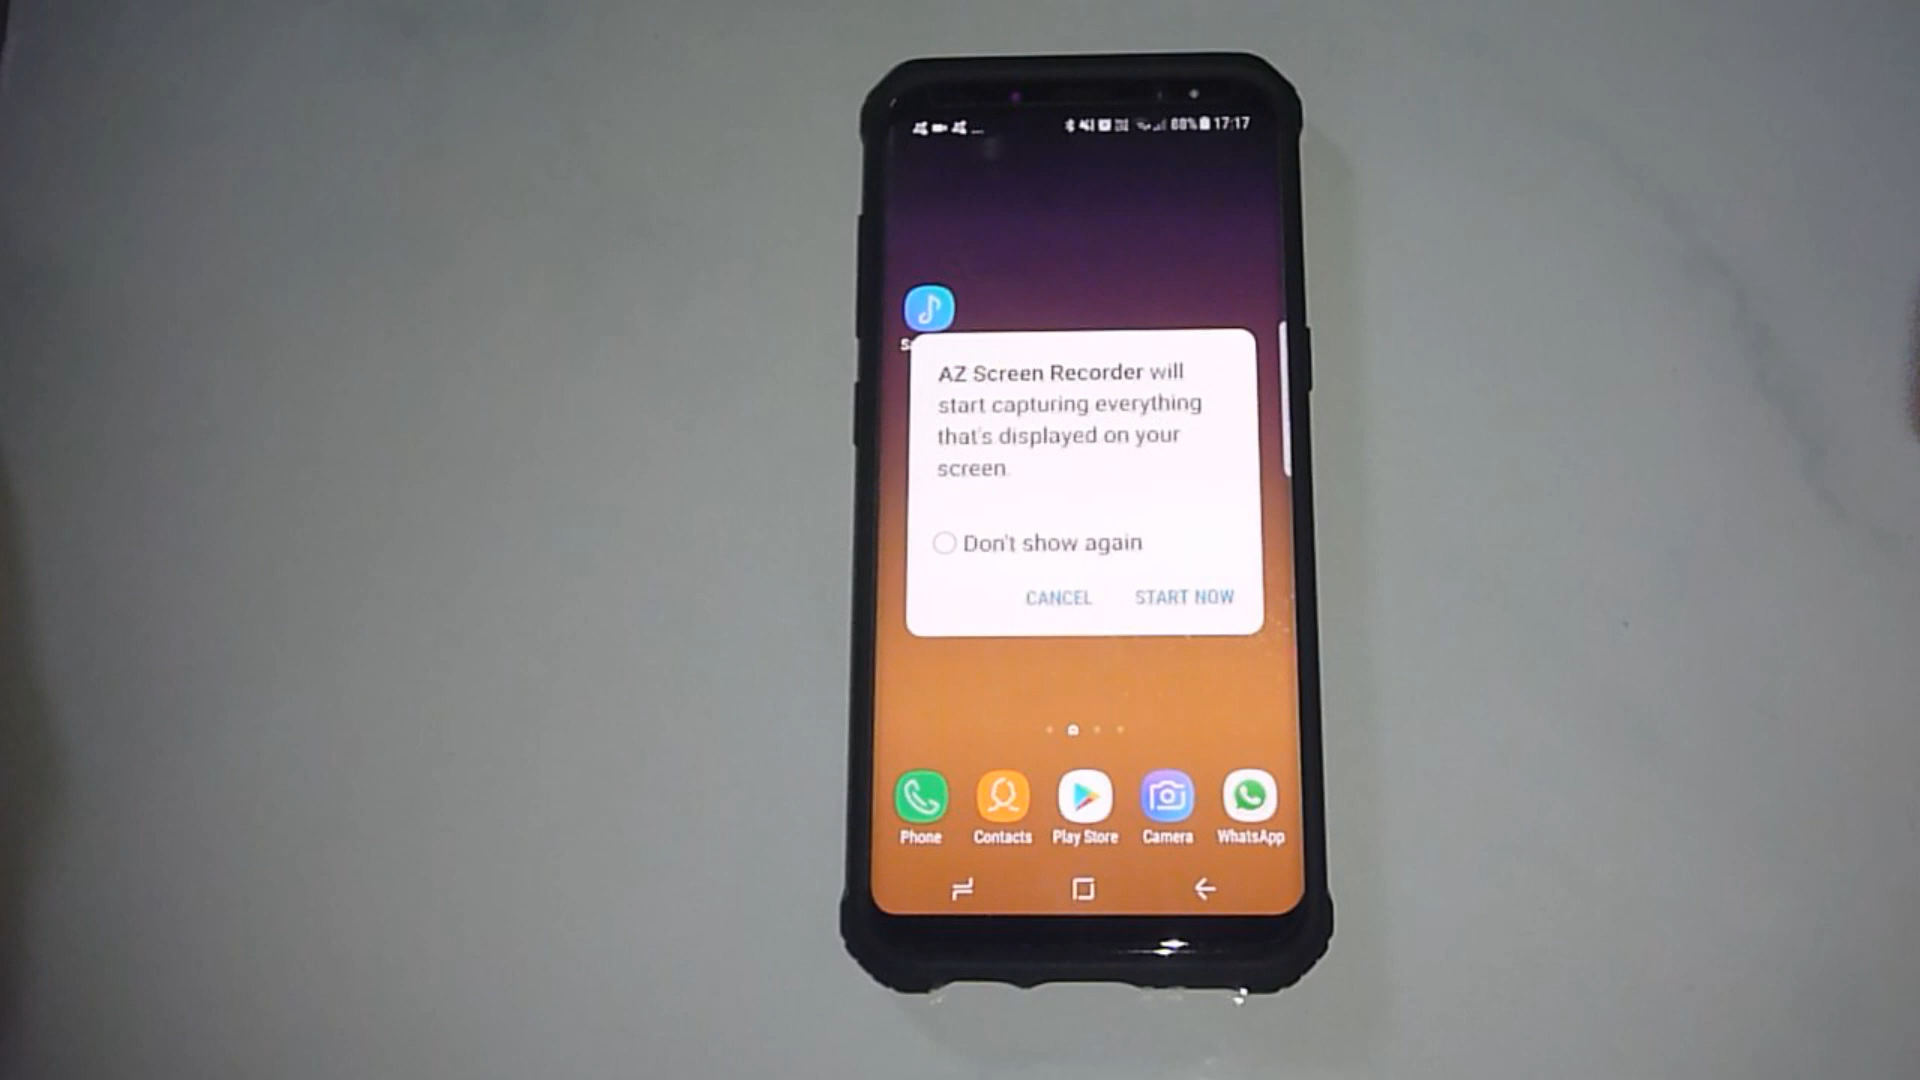 88% 17:17
AZ Screen Recorder will
start capturing everything
that's displayed on your
screen.
Don't show again
CANCEL START NOW
Phone Contacts Play Store Camera WhatsApp